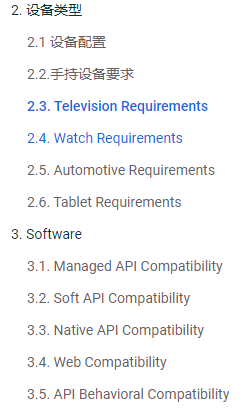 2. 设备类型
2.1 设备配置
2.2.手持设备要求
2.3. Television Requirements
2.4. Watch Requirements
2.5. Automotive Requirements
2.6. Tablet Requirements
3. Software
3.1. Managed API Compatibility
3.2. Soft API Compatibility
3.3. Native API Compatibility
3.4. Web Compatibility
3.5. API Behavioral Compatibility